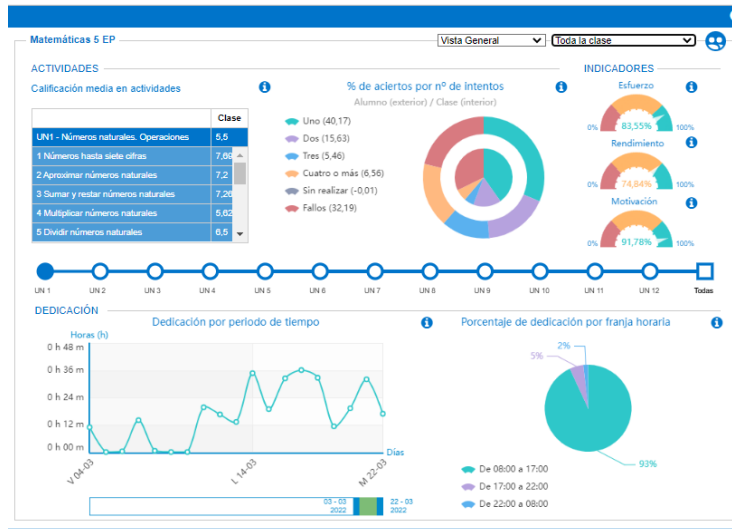 Matemáticas 5 EP
Vista General
Toda la clase
ACTIVIDADES
INDICADORES
Calificación media en actividades
Clase
UN1 - Números naturales. Operaciones 5,5
1 Números hasta siete cifras 7,69
2 Aproximar números naturales 7,2
3 Sumar y restar números naturales 7,26
4 Multiplicar números naturales 5,62
5 Dividir números naturales 6,5
% de aciertos por nº de intentos
Alumno (exterior) / Clase (interior)
Uno (40,17)
Dos (15,63)
Tres (5,46)
Cuatro o más (6,56)
Sin realizar (-0,01)
Fallos (32,19)
Esfuerzo
0% 83,55% 100%
Rendimiento
0% 74,84% 100%
Motivación
0% 91,78% 100%
UN 1 UN 2 UN 3 UN 4 UN 5 UN 6 UN 7 UN 8 UN 9 UN 10 UN 11 UN 12 Todas
DEDICACIÓN
Dedicación por periodo de tiempo
Horas (h)
0 h 48 m
0 h 36 m
0 h 24 m
0 h 12 m
0 h 00 m
Días
V 04-03
L 14-03
M 22-03
03 - 03
2022
22 - 03
2022
Porcentaje de dedicación por franja horaria
2%
5%
93%
De 08:00 a 17:00
De 17:00 a 22:00
De 22:00 a 08:00